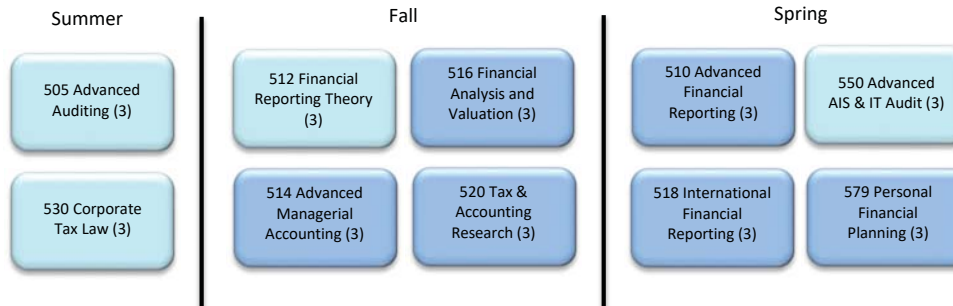 Summer
Fall
Spring
505 Advanced
Auditing (3)
530 Corporate
Tax Law (3)
512 Financial
Reporting Theory
(3)
516 Financial
Analysis and
Valuation (3)
514 Advanced
Managerial
Accounting (3)
520 Tax &
Accounting
Research (3)
510 Advanced
Financial
Reporting (3)
550 Advanced
AIS & IT Audit (3)
518 International
Financial
Reporting (3)
579 Personal
Financial
Planning (3)